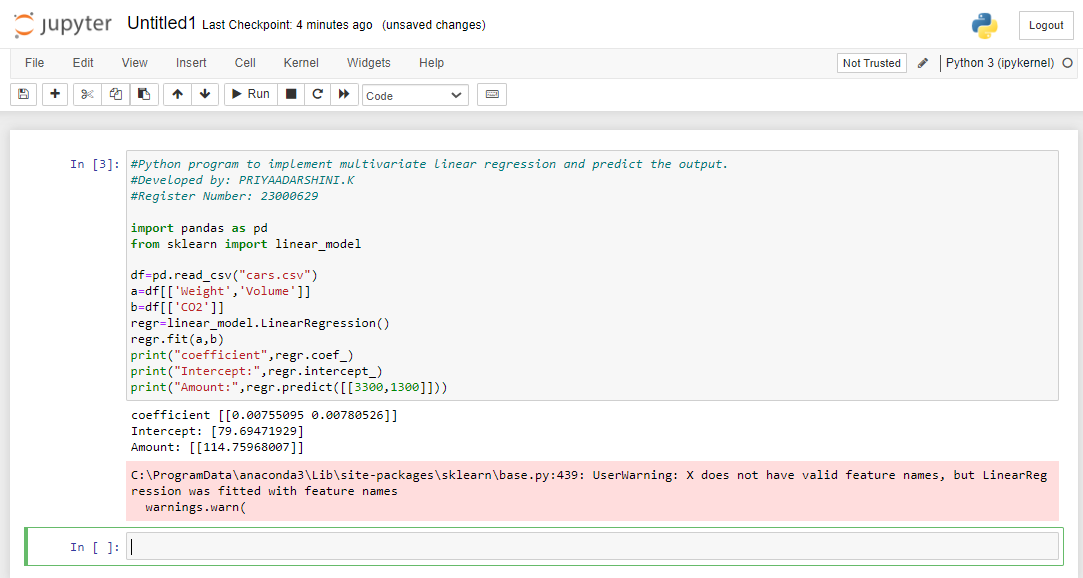 jupyter Untitled1 Last Checkpoint: 4 minutes ago (unsaved changes) Logout
File Edit View Insert Cell Kernel Widgets Help Not Trusted Python 3 (ipykernel)
Run Code
In [3]: #Python program to implement multivariate linear regression and predict the output.
#Developed by: PRIYAADARSHINI.K
#Register Number: 23000629
import pandas as pd
from sklearn import linear_model
df=pd.read_csv("cars.csv")
a=df[['Weight','Volume']]
b=df[['CO2']]
regr=linear_model.LinearRegression()
regr.fit(a,b)
print("coefficient",regr.coef_)
print("Intercept:",regr.intercept_)
print("Amount:",regr.predict([[3300,1300]]))
coefficient [[0.00755095 0.00780526]]
Intercept: [79.69471929]
Amount: [[114.75968007]]
C:\ProgramData\anaconda3\Lib\site-packages\sklearn\base.py:439: UserWarning: X does not have valid feature names, but LinearReg
ression was fitted with feature names
warnings.warn(
In [ ]: